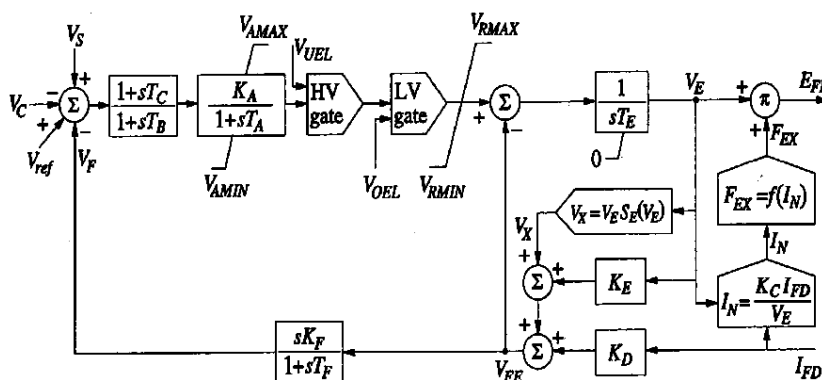 V_S
V_AMAX
V_UEL
V_RMAX
V_C
Σ
1+sT_C
1+sT_B
K_A
1+sT_A
HV
gate
LV
gate
Σ
1
sT_E
V_E
π
E_F
V_ref
V_F
V_AMIN
V_OEL
V_RMIN
0
F_EX
F_EX=f(I_N)
V_X=V_E S_E(V_E)
V_X
I_N
Σ
K_E
I_N=K_C I_FD
V_E
sK_F
1+sT_F
V_FE
Σ
K_D
I_FD